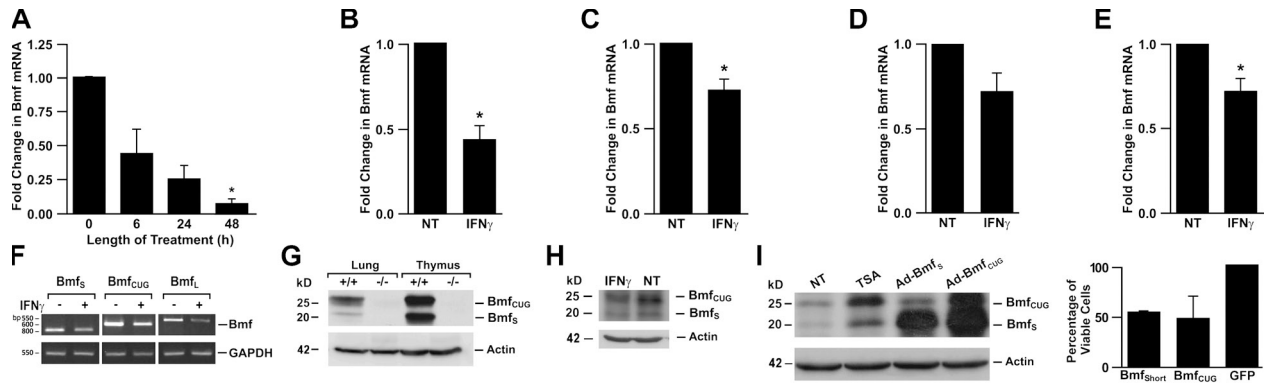 A
Fold Change in Bmf mRNA
1.25
1.00
0.75
0.50
0.25
0.00
*
0 6 24 48
Length of Treatment (h)
B
Fold Change in Bmf mRNA
1.0
0.5
0
*
NT IFNγ
C
Fold Change in Bmf mRNA
1.0
0.5
0
*
NT IFNγ
D
Fold Change in Bmf mRNA
1.0
0.5
0
NT IFNγ
E
Fold Change in Bmf mRNA
1.0
0.5
0
*
NT IFNγ
F
BmfS BmfCUG BmfL
IFNγ - + - + - +
bp 550
600
800
Bmf
550
GAPDH
G
Lung Thymus
kD +/+ -/- +/+ -/-
25 BmfCUG
20 BmfS
42 Actin
H
kD IFNγ NT
25 BmfCUG
20 BmfS
42 Actin
I
kD NT TSA Ad-BmfS Ad-BmfCUG
25 BmfCUG
20 BmfS
42 Actin
Percentage of
Viable Cells
100
50
0
BmfShort BmfCUG GFP